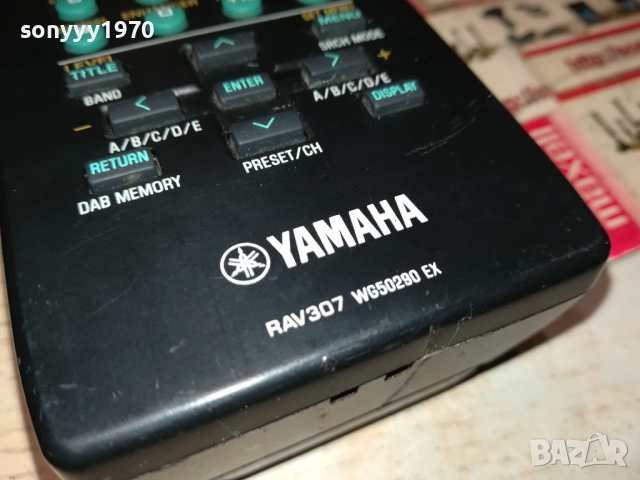 sonyyy1970
MENU
SRCH MODE
LEVEL
TITLE
BAND
ENTER
+
A/B/C/D/E
DISPLAY
-
A/B/C/D/E
PRESET/CH
RETURN
DAB MEMORY
YAMAHA
RAV307 WG50290 EX
BAZAR